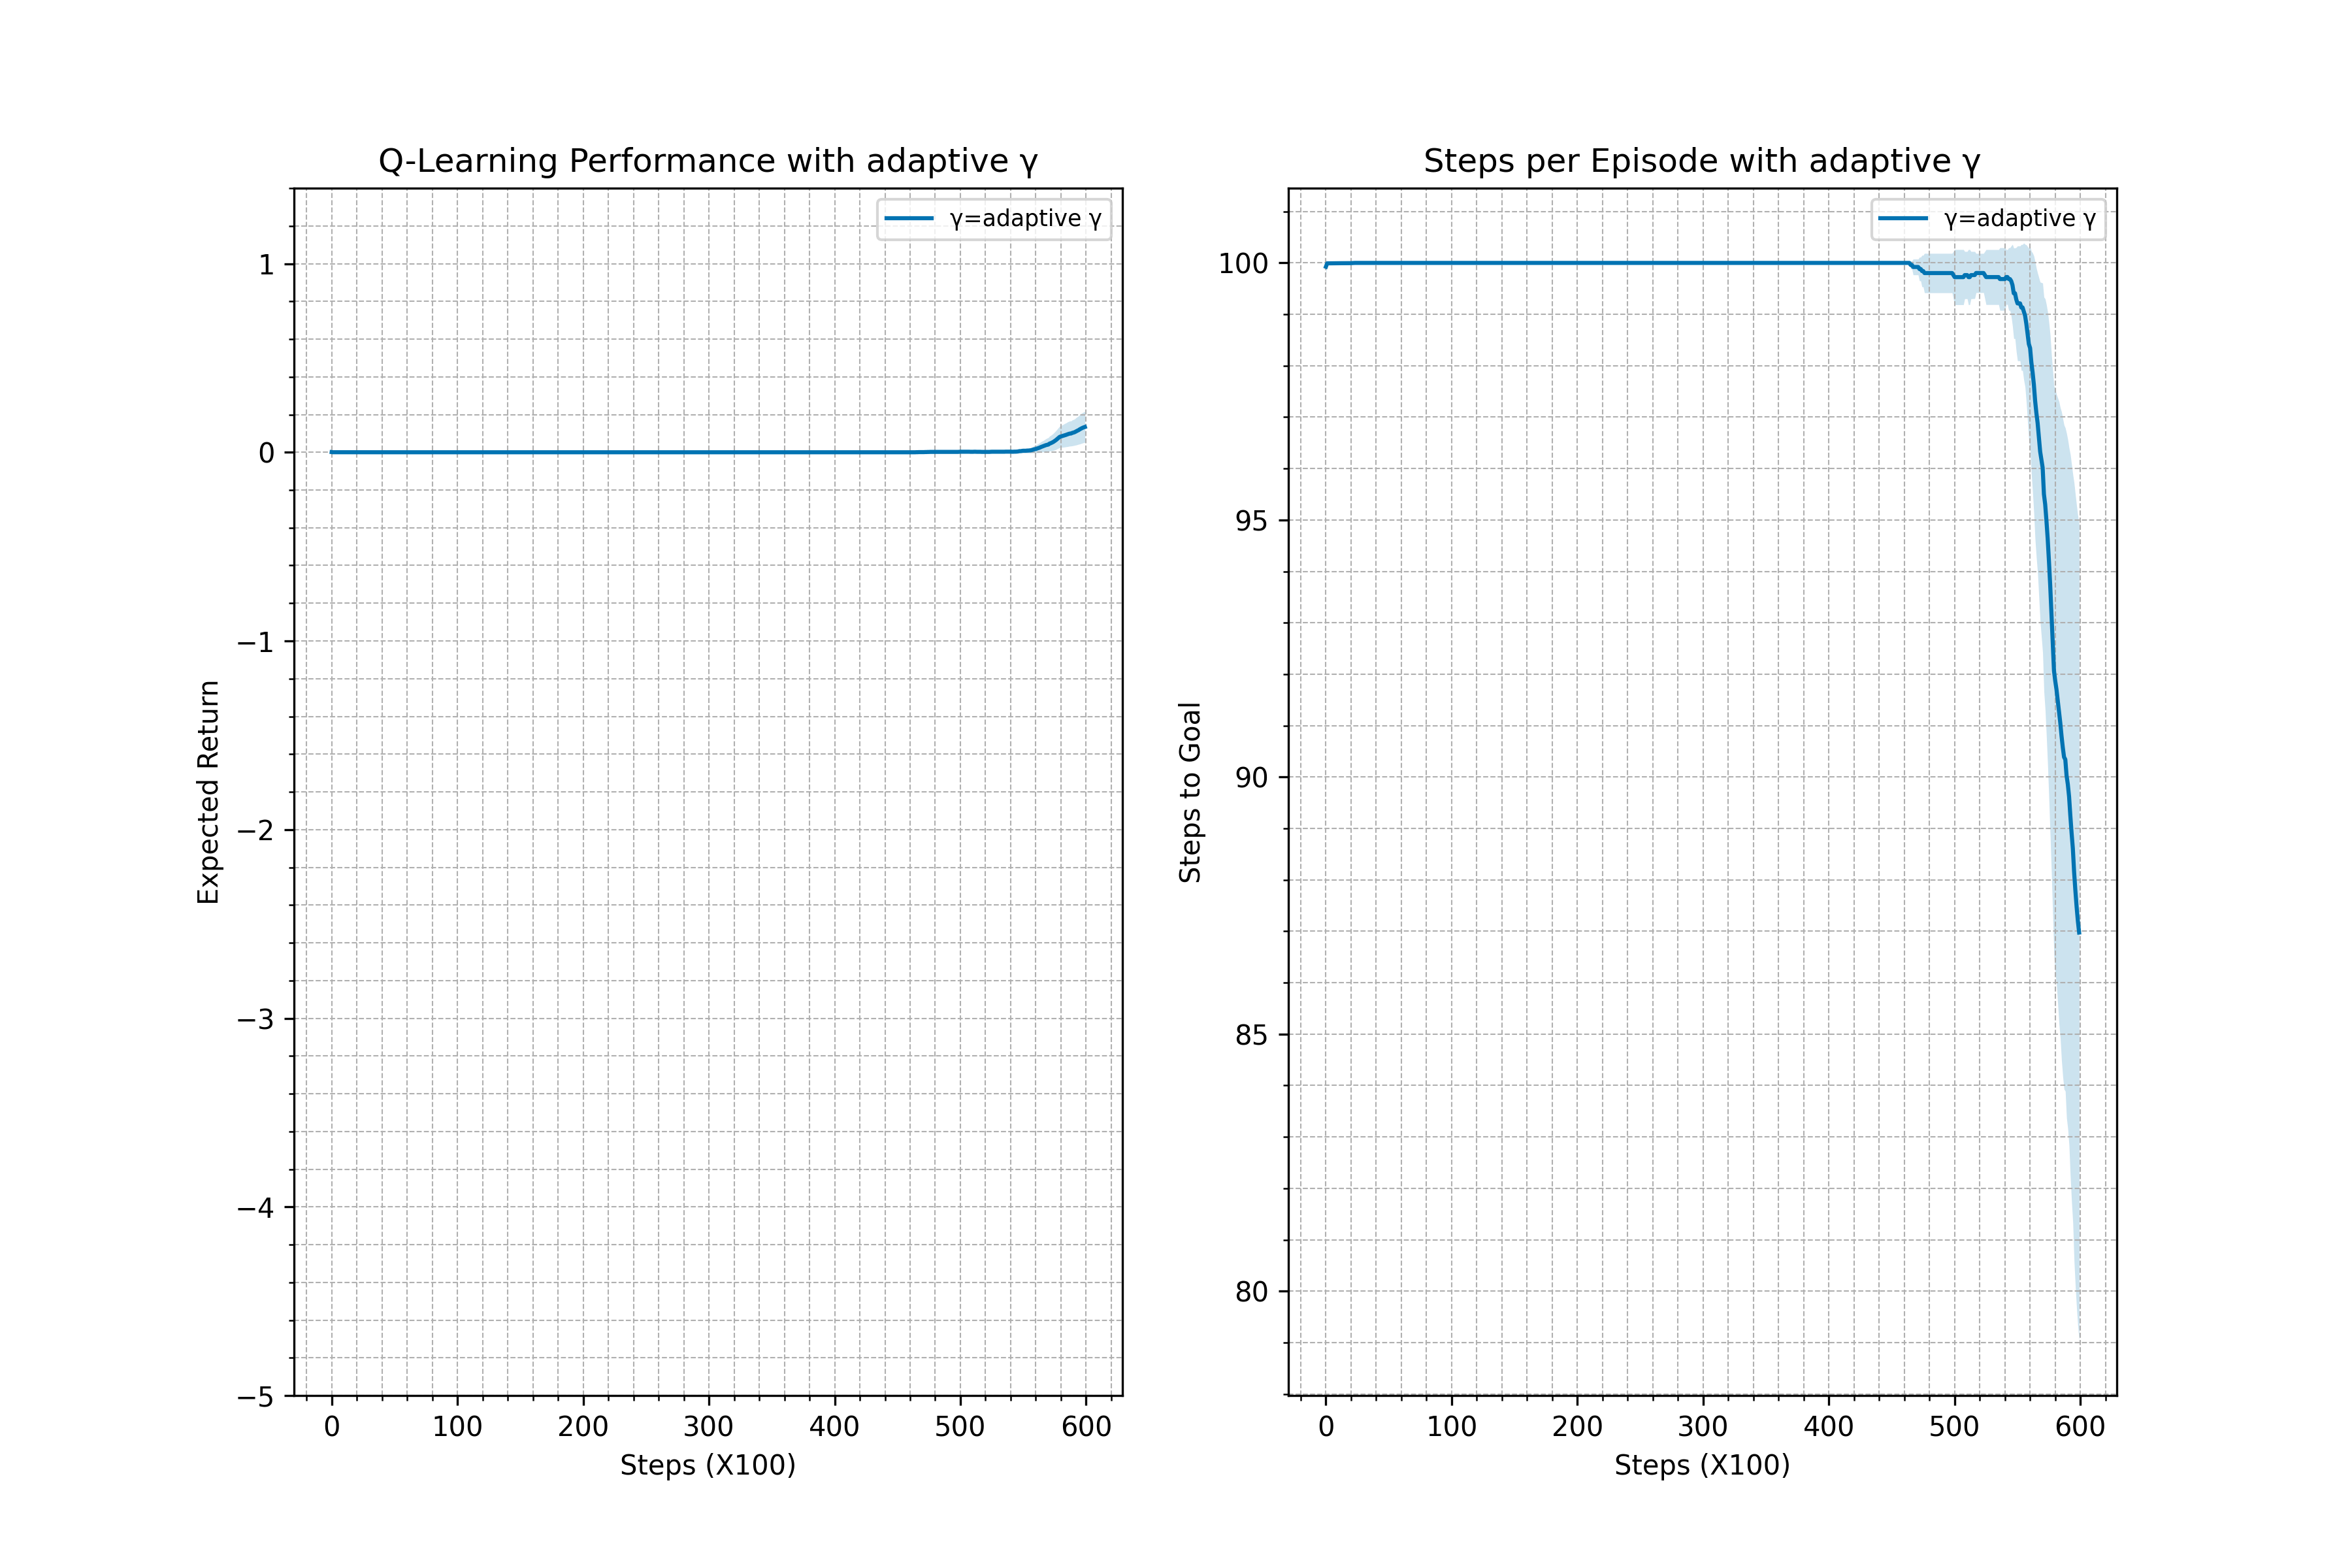 Q-Learning Performance with adaptive γ
γ=adaptive γ
1
0
−1
−2
−3
−4
−5
Expected Return
0 100 200 300 400 500 600
Steps (X100)
Steps per Episode with adaptive γ
γ=adaptive γ
100
95
90
85
80
Steps to Goal
0 100 200 300 400 500 600
Steps (X100)